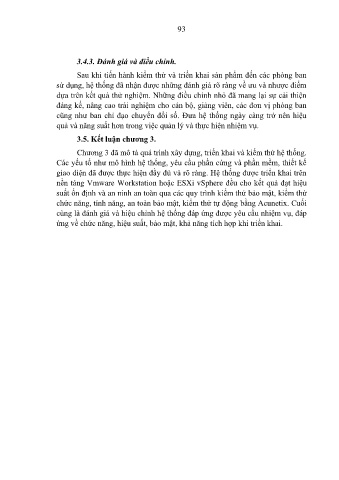 93
3.4.3. Đánh giá và điều chỉnh.
Sau khi tiến hành kiểm thử và triển khai sản phẩm đến các phòng ban
sử dụng, hệ thống đã nhận được những đánh giá rõ ràng về ưu và nhược điểm
dựa trên kết quả thử nghiệm. Những điều chỉnh nhỏ đã mang lại sự cải thiện
đáng kể, nâng cao trải nghiệm cho cán bộ, giảng viên, các đơn vị phòng ban
cũng như ban chỉ đạo chuyển đổi số. Đưa hệ thống ngày càng trở nên hiệu
quả và năng suất hơn trong việc quản lý và thực hiện nhiệm vụ.
3.5. Kết luận chương 3.
Chương 3 đã mô tả quá trình xây dựng, triển khai và kiểm thử hệ thống.
Các yếu tố như mô hình hệ thống, yêu cầu phần cứng và phần mềm, thiết kế
giao diện đã được thực hiện đầy đủ và rõ ràng. Hệ thống được triển khai trên
nền tảng Vmware Workstation hoặc ESXi vSphere đều cho kết quả đạt hiệu
suất ổn định và an ninh an toàn qua các quy trình kiểm thử bảo mật, kiểm thử
chức năng, tính năng, an toàn bảo mật, kiểm thử tự động bằng Acunetix. Cuối
cùng là đánh giá và hiệu chỉnh hệ thống đáp ứng được yêu cầu nhiệm vụ, đáp
ứng về chức năng, hiệu suất, bảo mật, khả năng tích hợp khi triển khai.